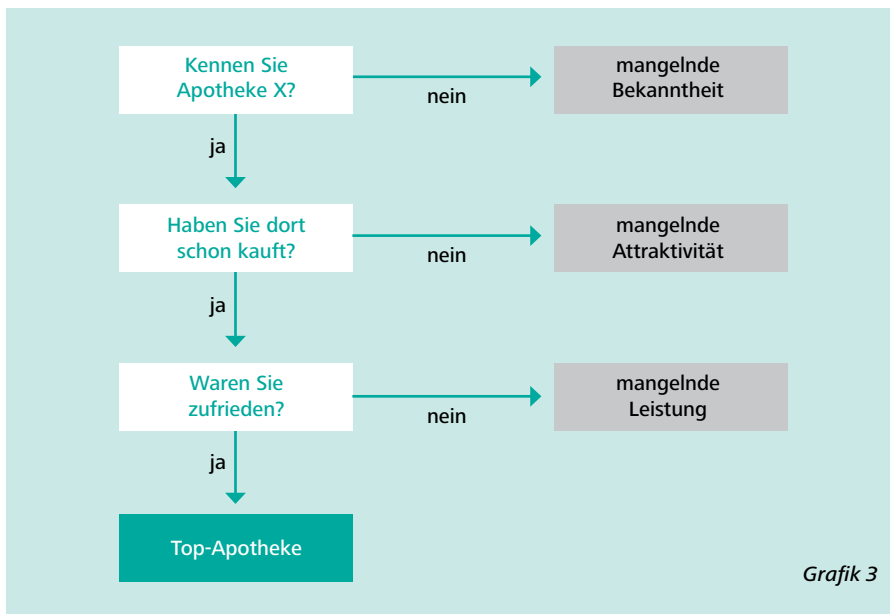 Kennen Sie
Apotheke X?
nein
mangelnde
Bekanntheit
ja
Haben Sie dort
schon kauft?
nein
mangelnde
Attraktivität
ja
Waren Sie
zufrieden?
nein
mangelnde
Leistung
ja
Top-Apotheke
Grafik 3